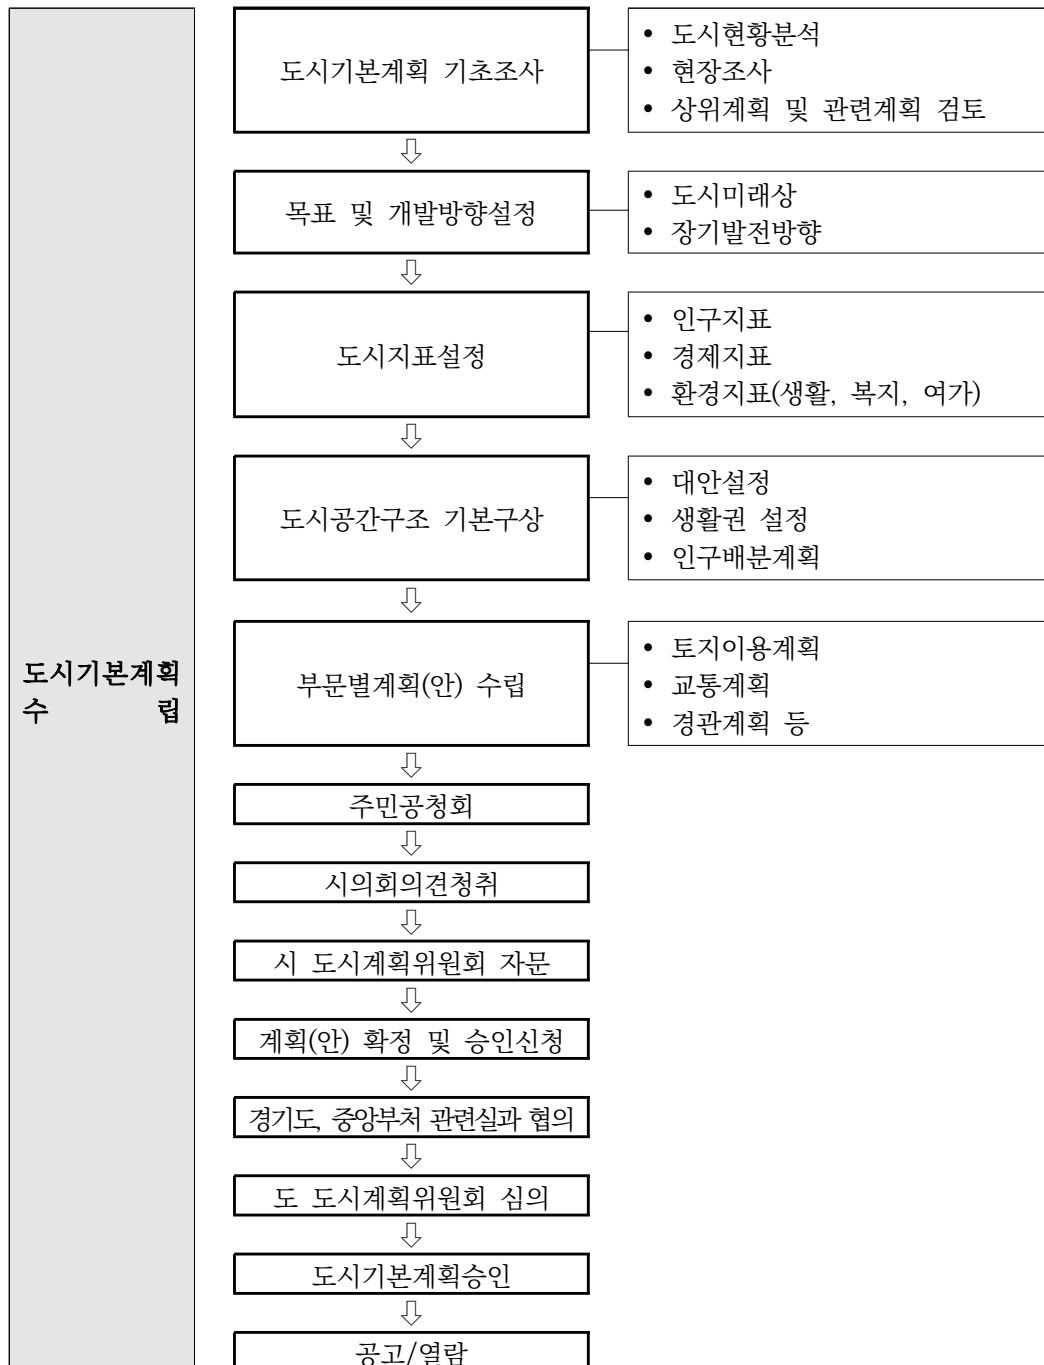 도시기본계획 기초조사
• 도시현황분석
• 현장조사
• 상위계획 및 관련계획 검토
목표 및 개발방향설정
• 도시미래상
• 장기발전방향
도시지표설정
• 인구지표
• 경제지표
• 환경지표(생활, 복지, 여가)
도시공간구조 기본구상
• 대안설정
• 생활권 설정
• 인구배분계획
도시기본계획
수 립
부문별계획(안) 수립
• 토지이용계획
• 교통계획
• 경관계획 등
주민공청회
시의회의견청취
시 도시계획위원회 자문
계획(안) 확정 및 승인신청
경기도, 중앙부처 관련실과 협의
도 도시계획위원회 심의
도시기본계획승인
공고/열람